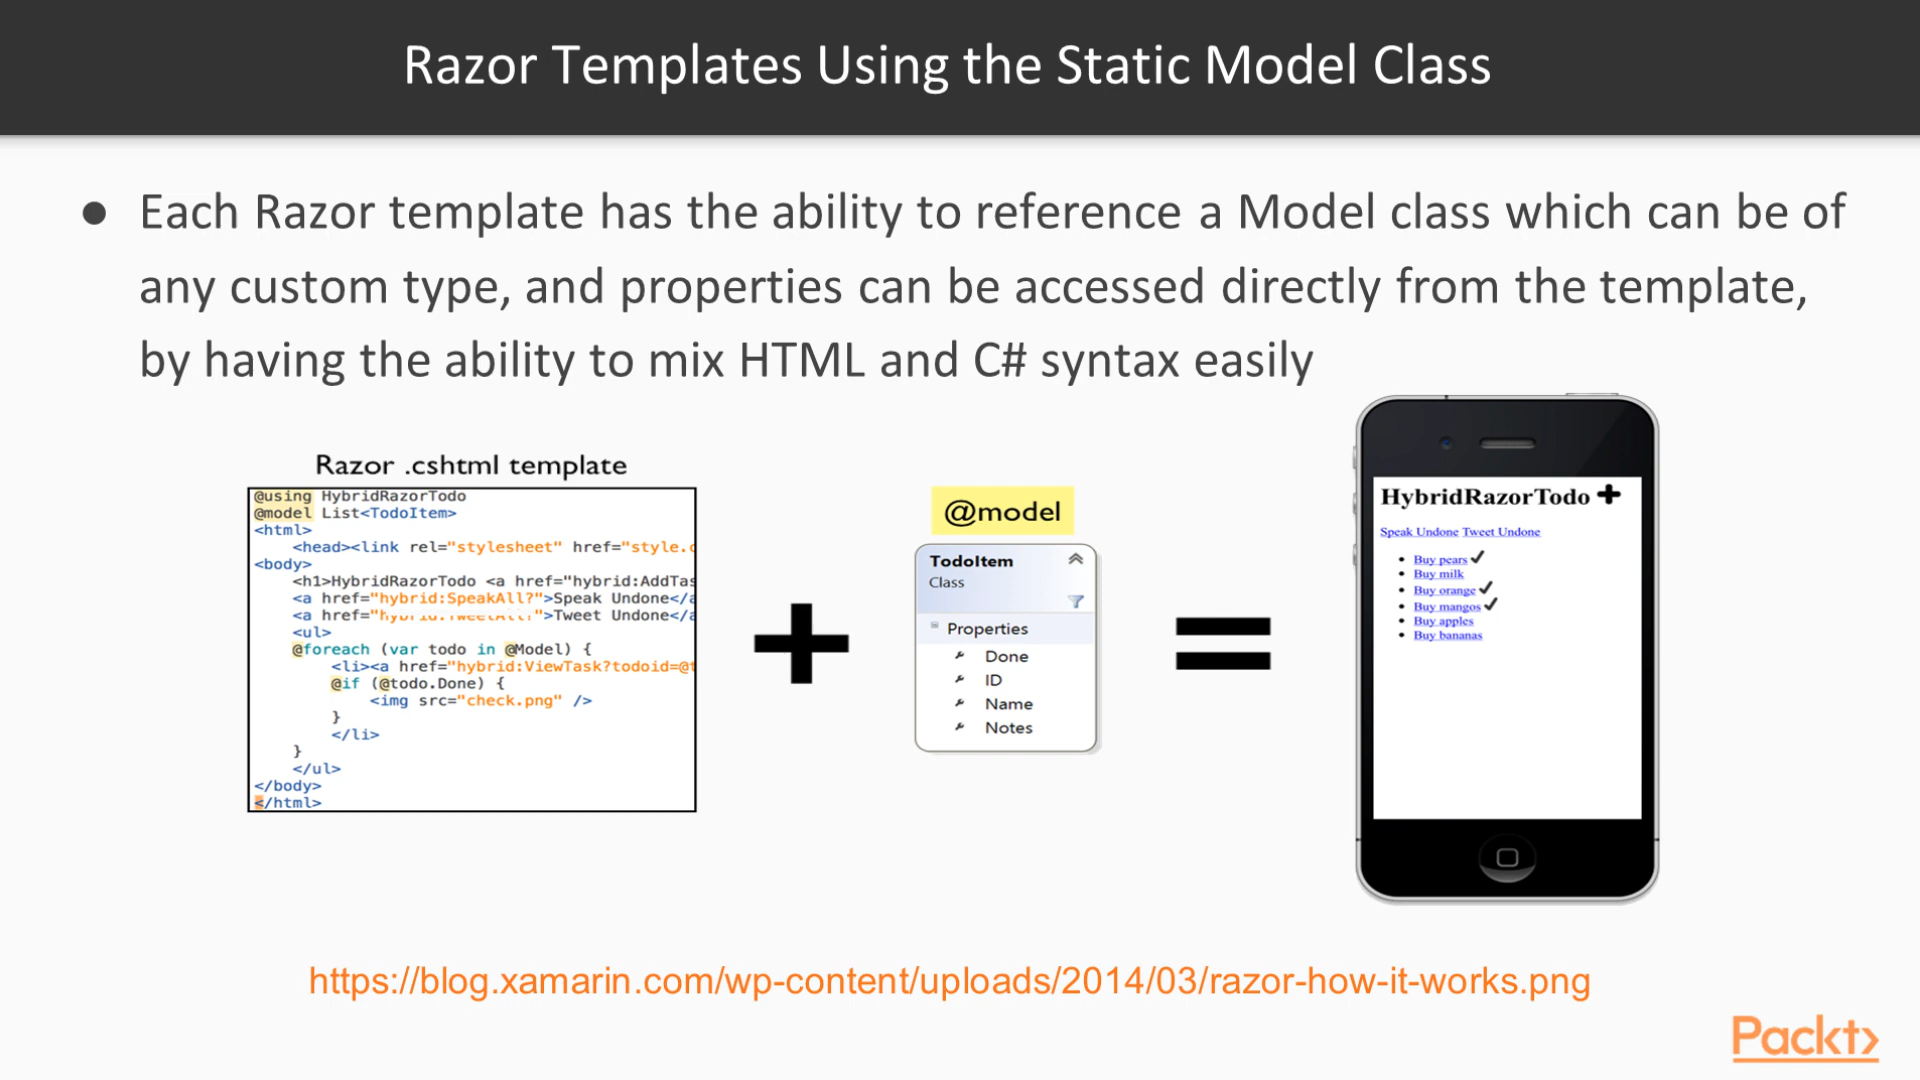 Razor Templates Using the Static Model Class
● Each Razor template has the ability to reference a Model class which can be of
any custom type, and properties can be accessed directly from the template,
by having the ability to mix HTML and C# syntax easily
Razor .cshtml template
@using HybridRazorTodo
@model List<TodoItem>
<html>
<head><link rel="stylesheet" href="style.c
<body>
<h1>HybridRazorTodo <a href="hybrid:AddTas
<a href="hybrid:SpeakAll?">Speak Undone</a
<a href="hybrid:TweetAll?">Tweet Undone</a
<ul>
@foreach (var todo in @Model) {
<li><a href="hybrid:ViewTask?todoid=@t
@if (@todo.Done) {
<img src="check.png" />
}
</li>
}
</ul>
</body>
</html>
@model
TodoItem
Class
Properties
Done
ID
Name
Notes
HybridRazorTodo
Speak Undone Tweet Undone
• Buy pears
• Buy milk
• Buy orange
• Buy mangos
• Buy apples
• Buy bananas
https://blog.xamarin.com/wp-content/uploads/2014/03/razor-how-it-works.png
Packt>